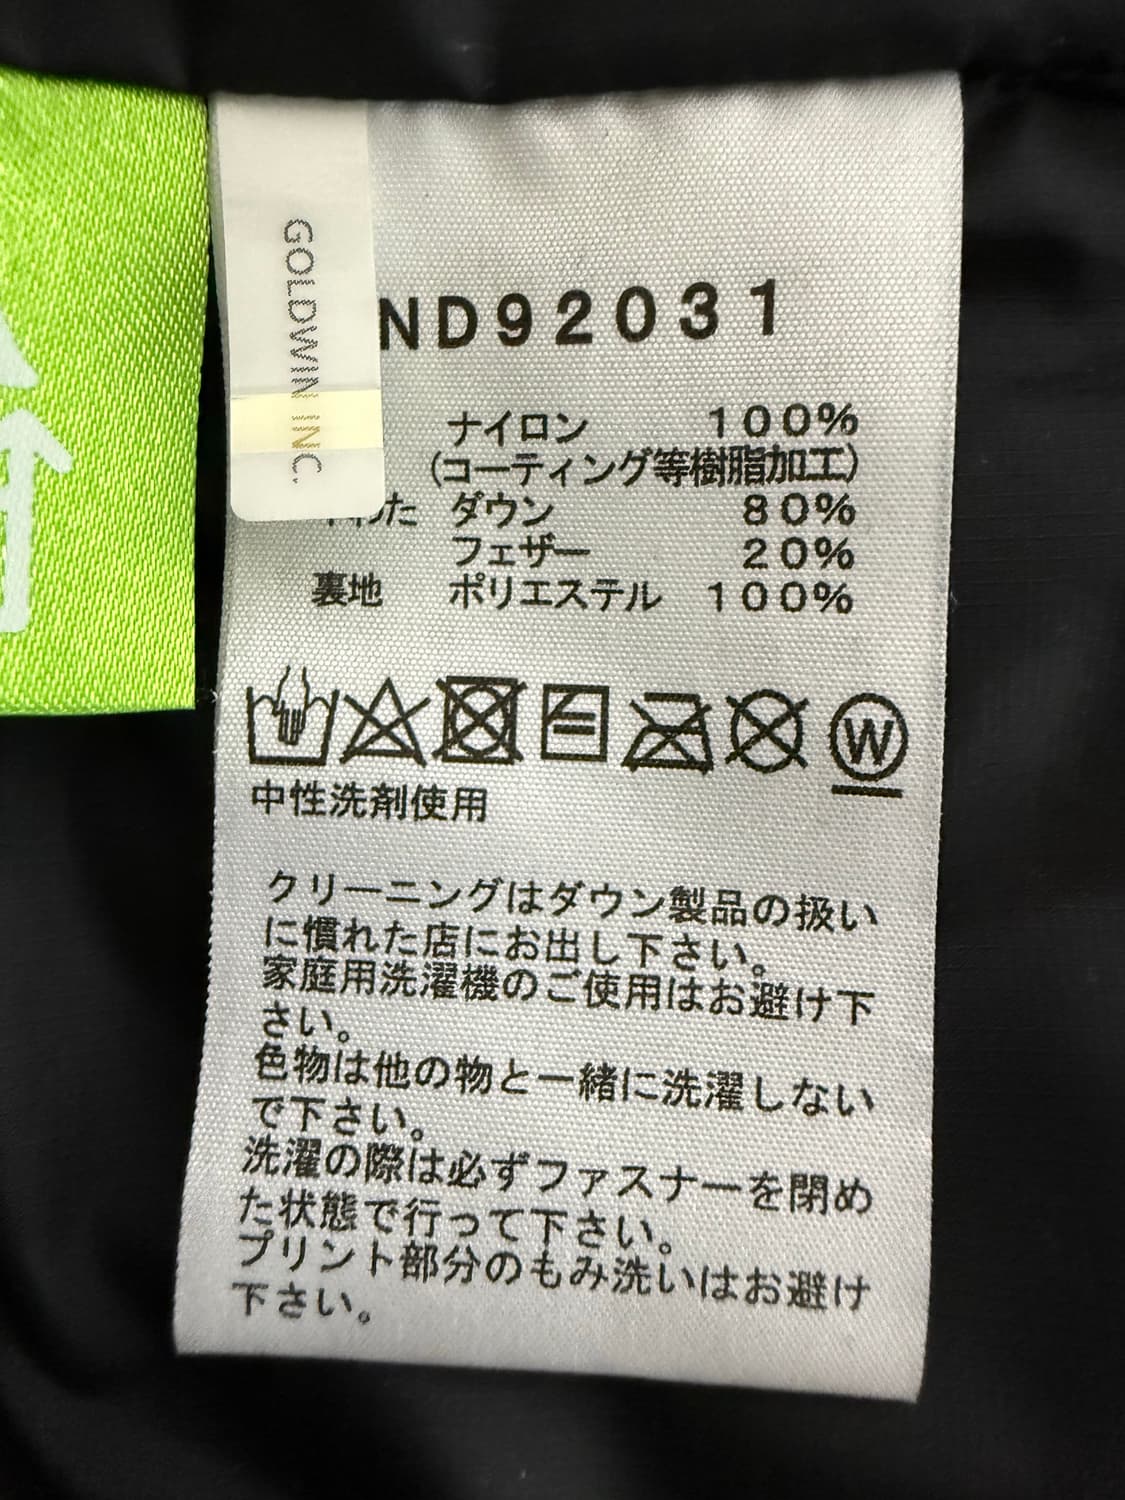 GOLDWIN INC.
ND92031
ナイロン 100%
(コーティング等樹脂加工)
わた ダウン 80%
フェザー 20%
裏地 ポリエステル 100%
W
中性洗剤使用
クリーニングはダウン製品の扱い
に慣れた店にお出し下さい。
家庭用洗濯機のご使用はお避け下
さい。
色物は他の物と一緒に洗濯しない
で下さい。
洗濯の際は必ずファスナーを閉め
た状態で行って下さい。
プリント部分のもみ洗いはお避け
下さい。